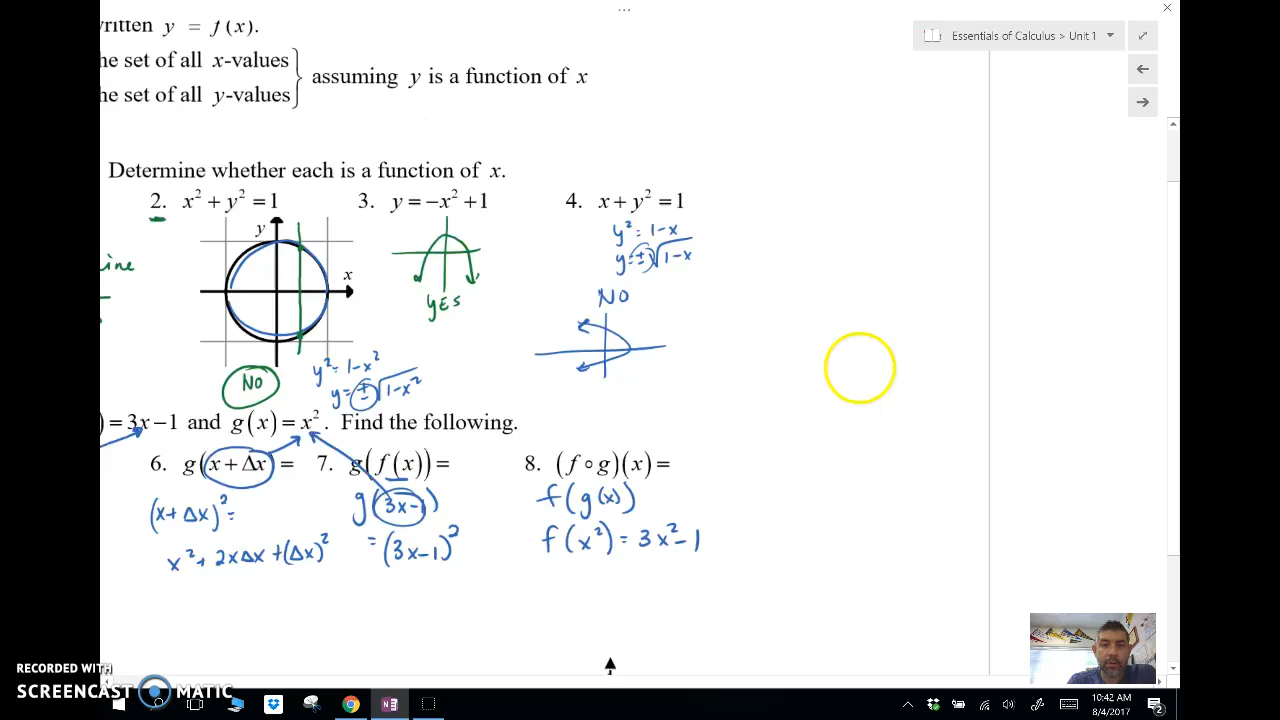 written y = f(x).
Essentials of Calculus > Unit 1
he set of all x-values
assuming y is a function of x
he set of all y-values
Determine whether each is a function of x.
2. x² + y² = 1
3. y = −x² + 1
4. x + y² = 1
y² = 1-x
y = ±√1-x
y
x
ine
YES
NO
NO
y² = 1-x²
y = ±√1-x²
) = 3x − 1 and g(x) = x². Find the following.
6. g(x + Δx) =
7. g(f(x)) =
8. (f ∘ g)(x) =
(x + Δx)² =
x² + 2xΔx + (Δx)²
g(3x-1)
= (3x-1)²
f(g(x))
f(x²) = 3x² - 1
RECORDED WITH
SCREENCAST MATIC
10:42 AM
8/4/2017
2